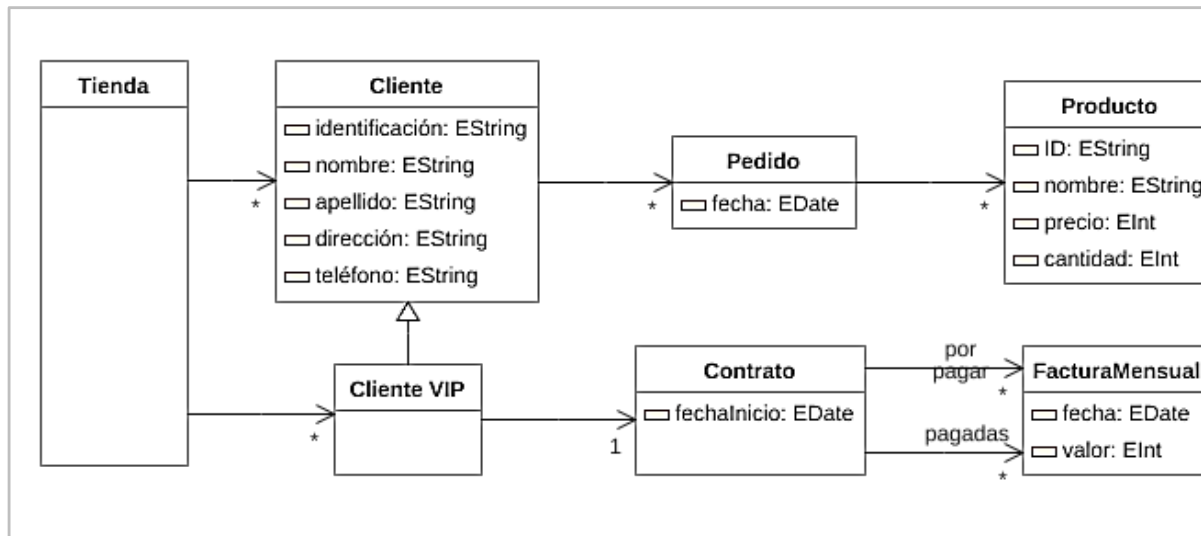 Tienda
*
*
Cliente
identificación: EString
nombre: EString
apellido: EString
dirección: EString
teléfono: EString
*
Pedido
fecha: EDate
*
Producto
ID: EString
nombre: EString
precio: EInt
cantidad: EInt
Cliente VIP
1
Contrato
fechaInicio: EDate
por
pagar
*
pagadas
*
FacturaMensual
fecha: EDate
valor: EInt